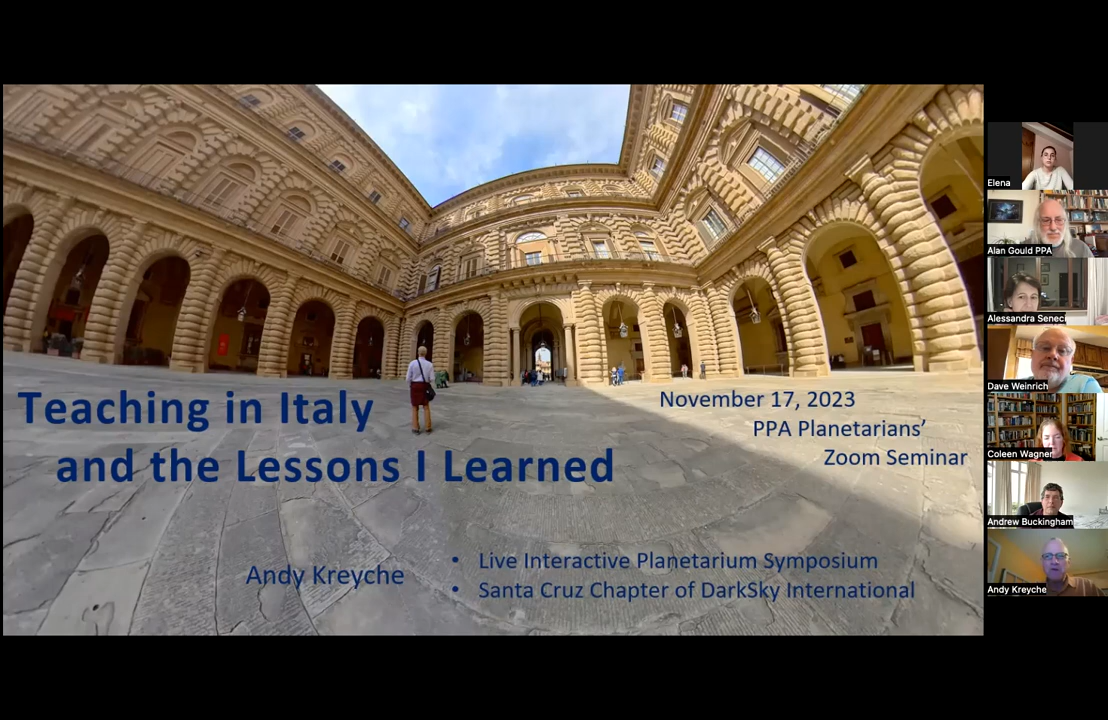 Teaching in Italy
and the Lessons I Learned
November 17, 2023
PPA Planetarians’
Zoom Seminar
Andy Kreyche
• Live Interactive Planetarium Symposium
• Santa Cruz Chapter of DarkSky International
Elena
Alan Gould PPA
Alessandra Seneci
Dave Weinrich
Coleen Wagner
Andrew Buckingham
Andy Kreyche